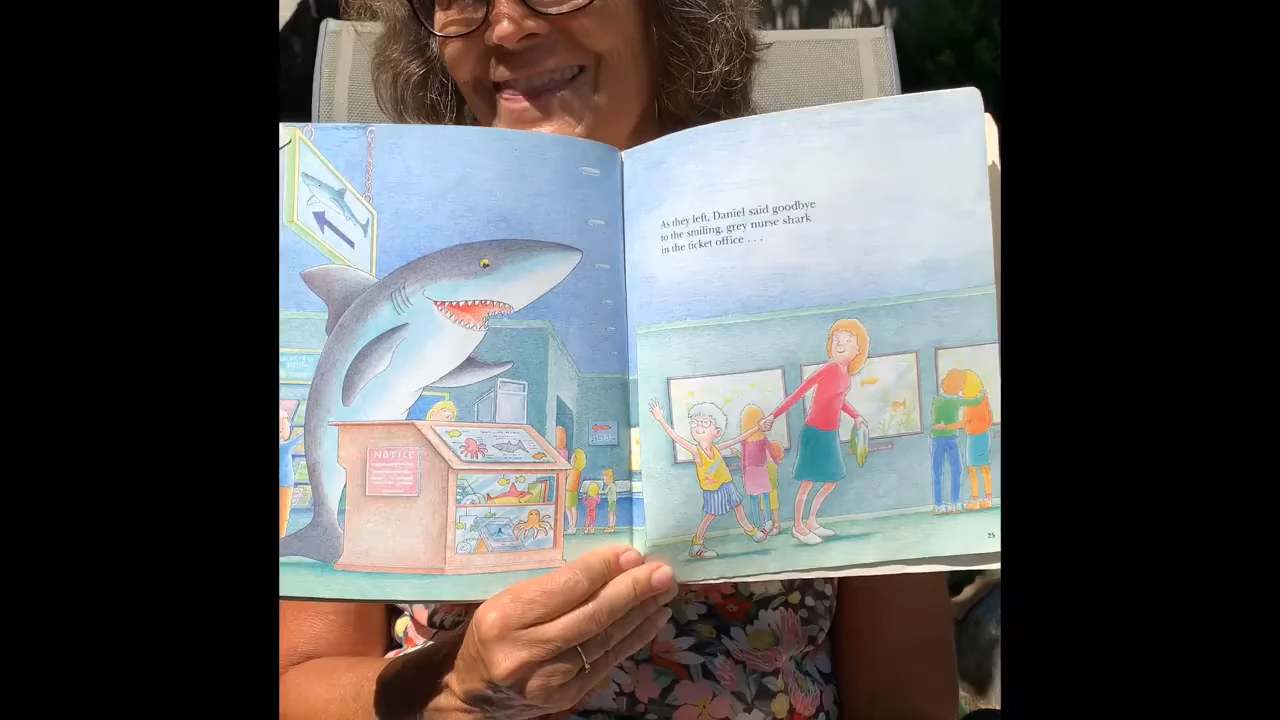 NOTICE
As they left, Daniel said goodbye
to the smiling, grey nurse shark
in the ticket office . . .
25